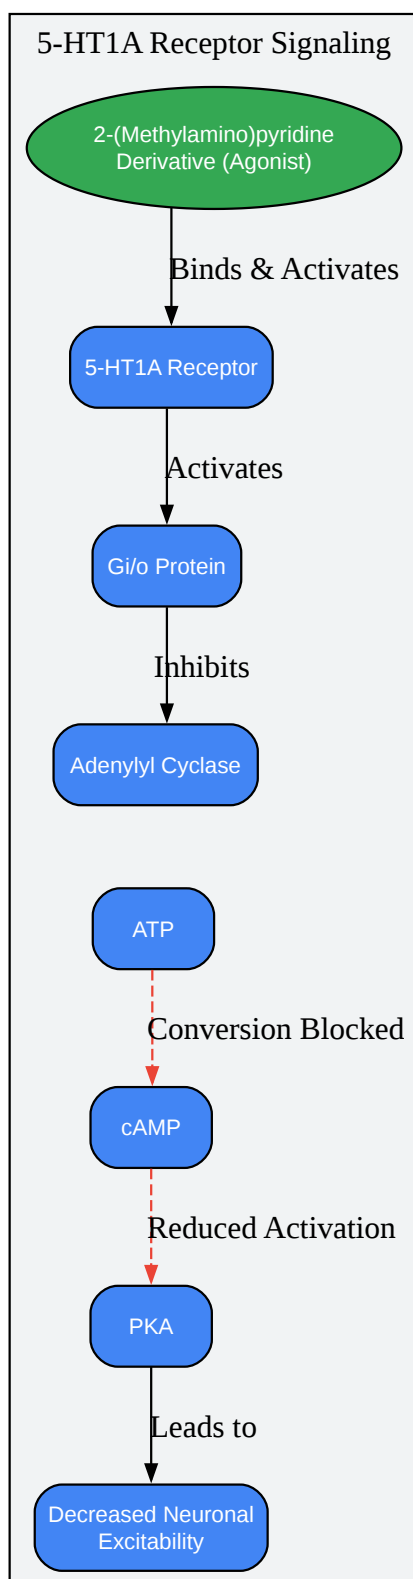 5-HT1A Receptor Signaling
2-(Methylamino)pyridine
Derivative (Agonist)
Binds & Activates
5-HT1A Receptor
Activates
Gi/o Protein
Inhibits
Adenylyl Cyclase
ATP
Conversion Blocked
cAMP
Reduced Activation
PKA
Leads to
Decreased Neuronal
Excitability